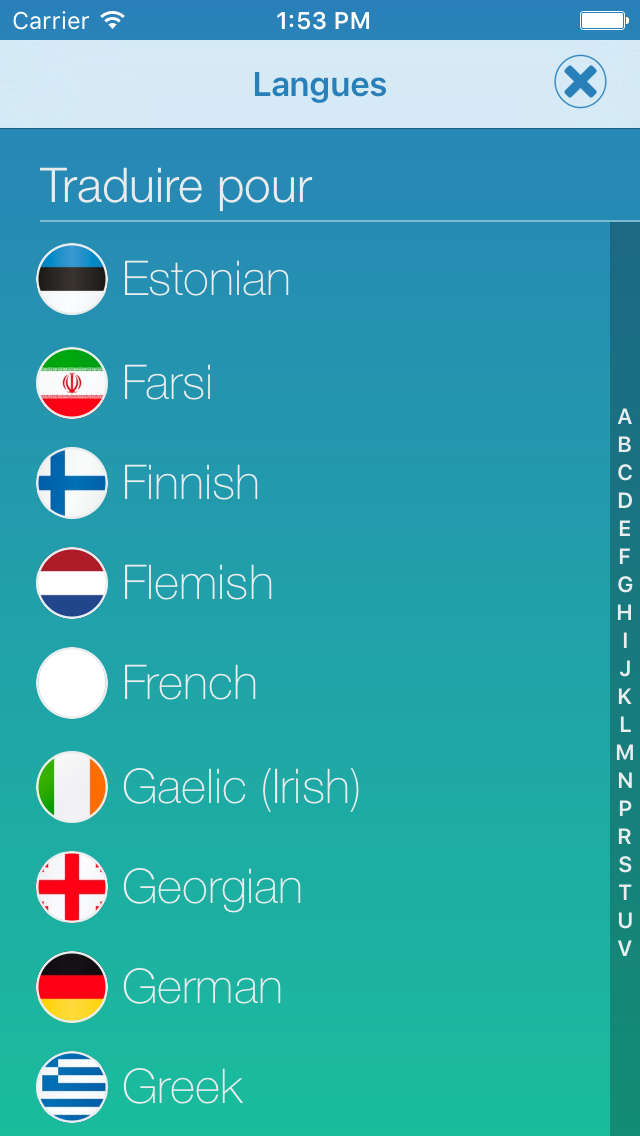 Carrier 1:53 PM
Langues
Traduire pour
Estonian
Farsi
Finnish
Flemish
French
Gaelic (Irish)
Georgian
German
Greek
A
B
C
D
E
F
G
H
I
J
K
L
M
N
P
R
S
T
U
V